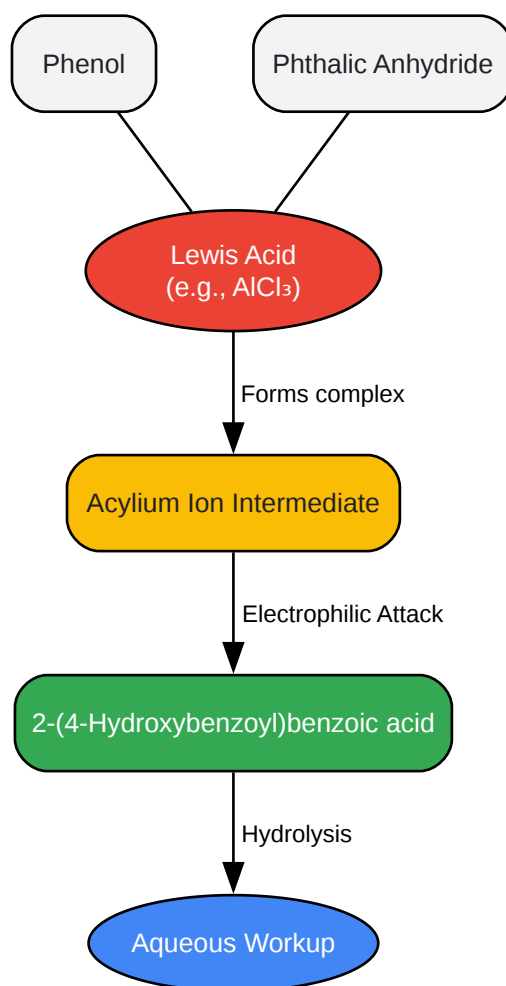 Phenol
Phthalic Anhydride
Lewis Acid
(e.g., AlCl₃)
Forms complex
Acylium Ion Intermediate
Electrophilic Attack
2-(4-Hydroxybenzoyl)benzoic acid
Hydrolysis
Aqueous Workup